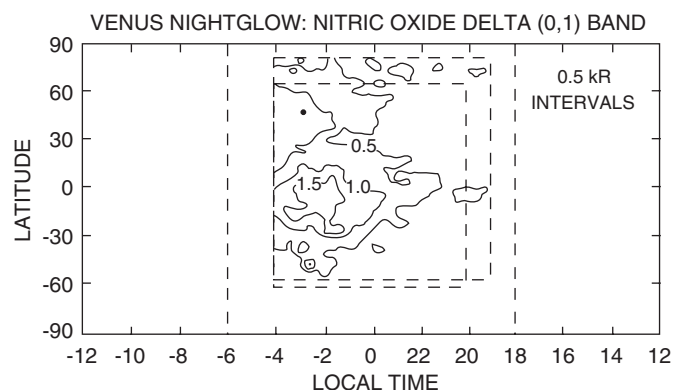 VENUS NIGHTGLOW: NITRIC OXIDE DELTA (0,1) BAND
90
60
30
0
-30
-60
-90
LATITUDE
0.5 kR
INTERVALS
0.5
1.5
1.0
-12 -10 -8 -6 -4 -2 0 22 20 18 16 14 12
LOCAL TIME